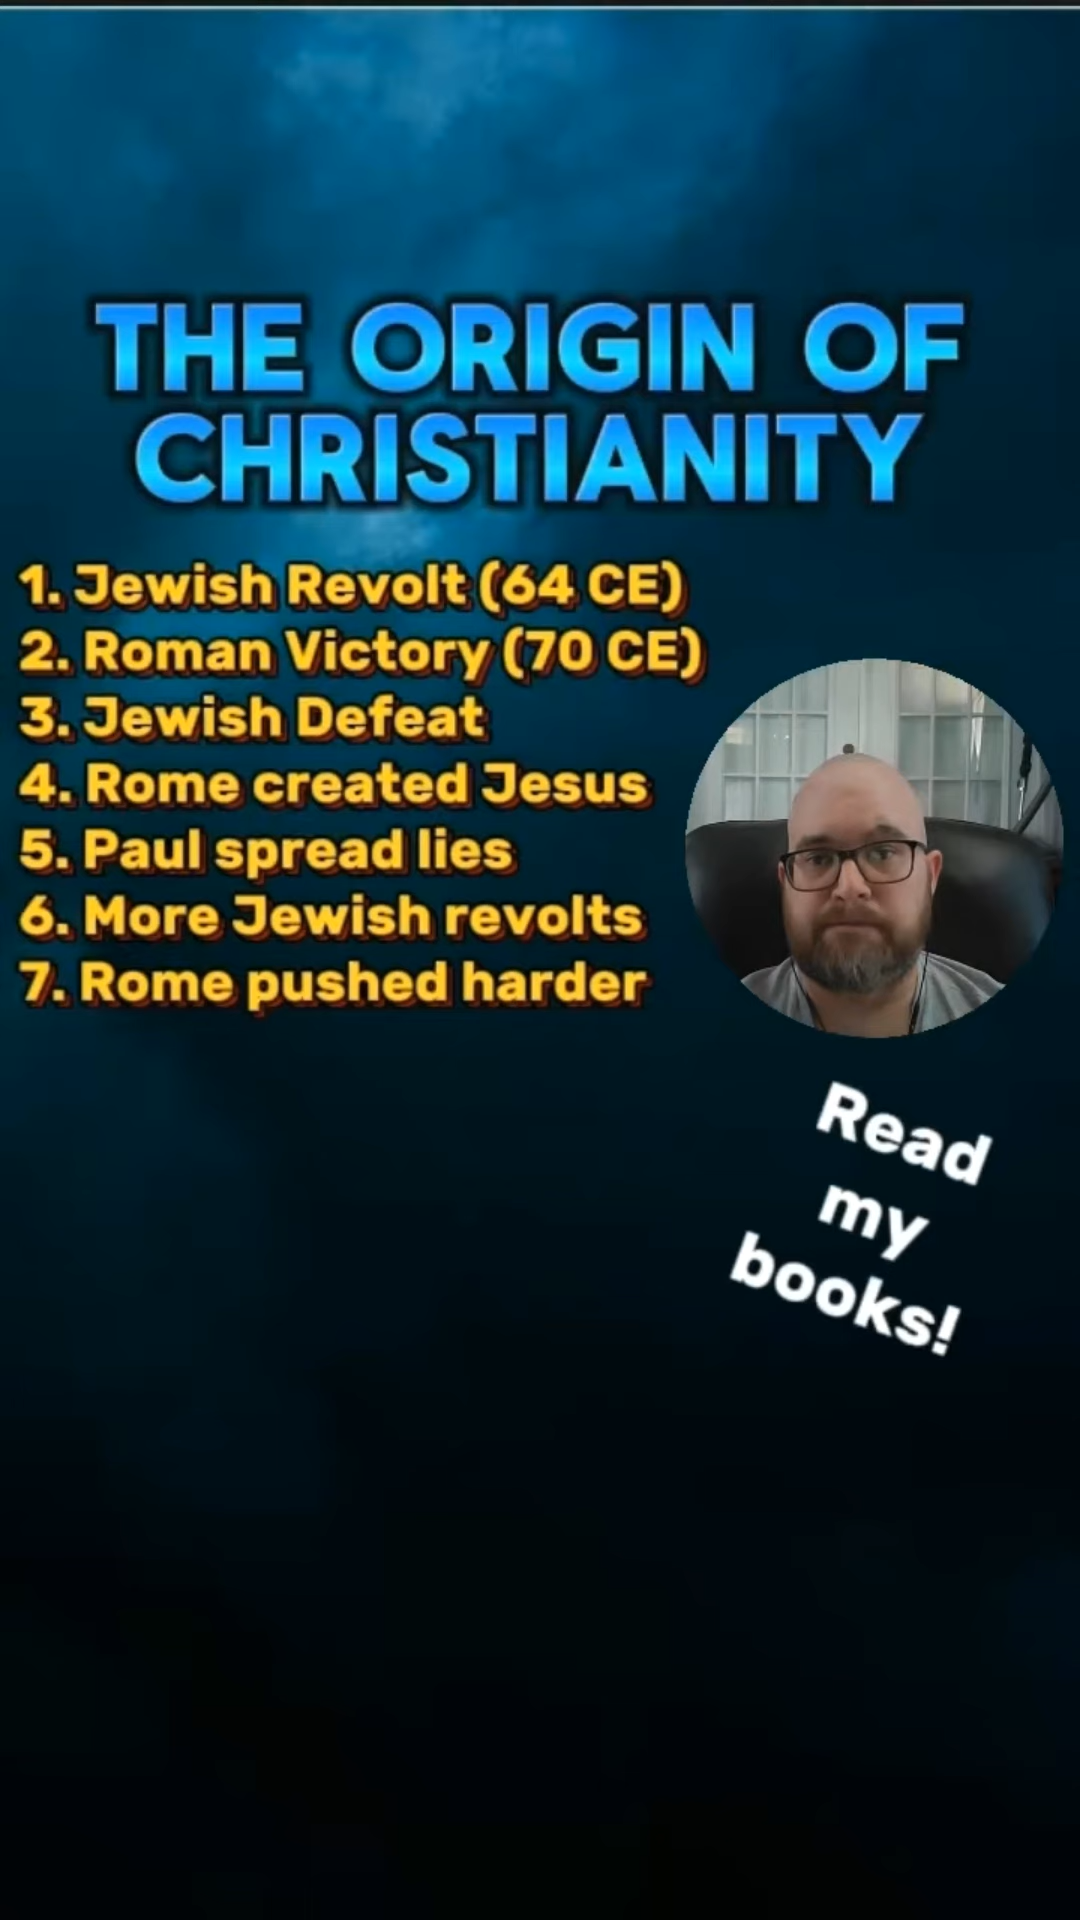 THE ORIGIN OF
CHRISTIANITY
1. Jewish Revolt (64 CE)
2. Roman Victory (70 CE)
3. Jewish Defeat
4. Rome created Jesus
5. Paul spread lies
6. More Jewish revolts
7. Rome pushed harder
Read
my
books!